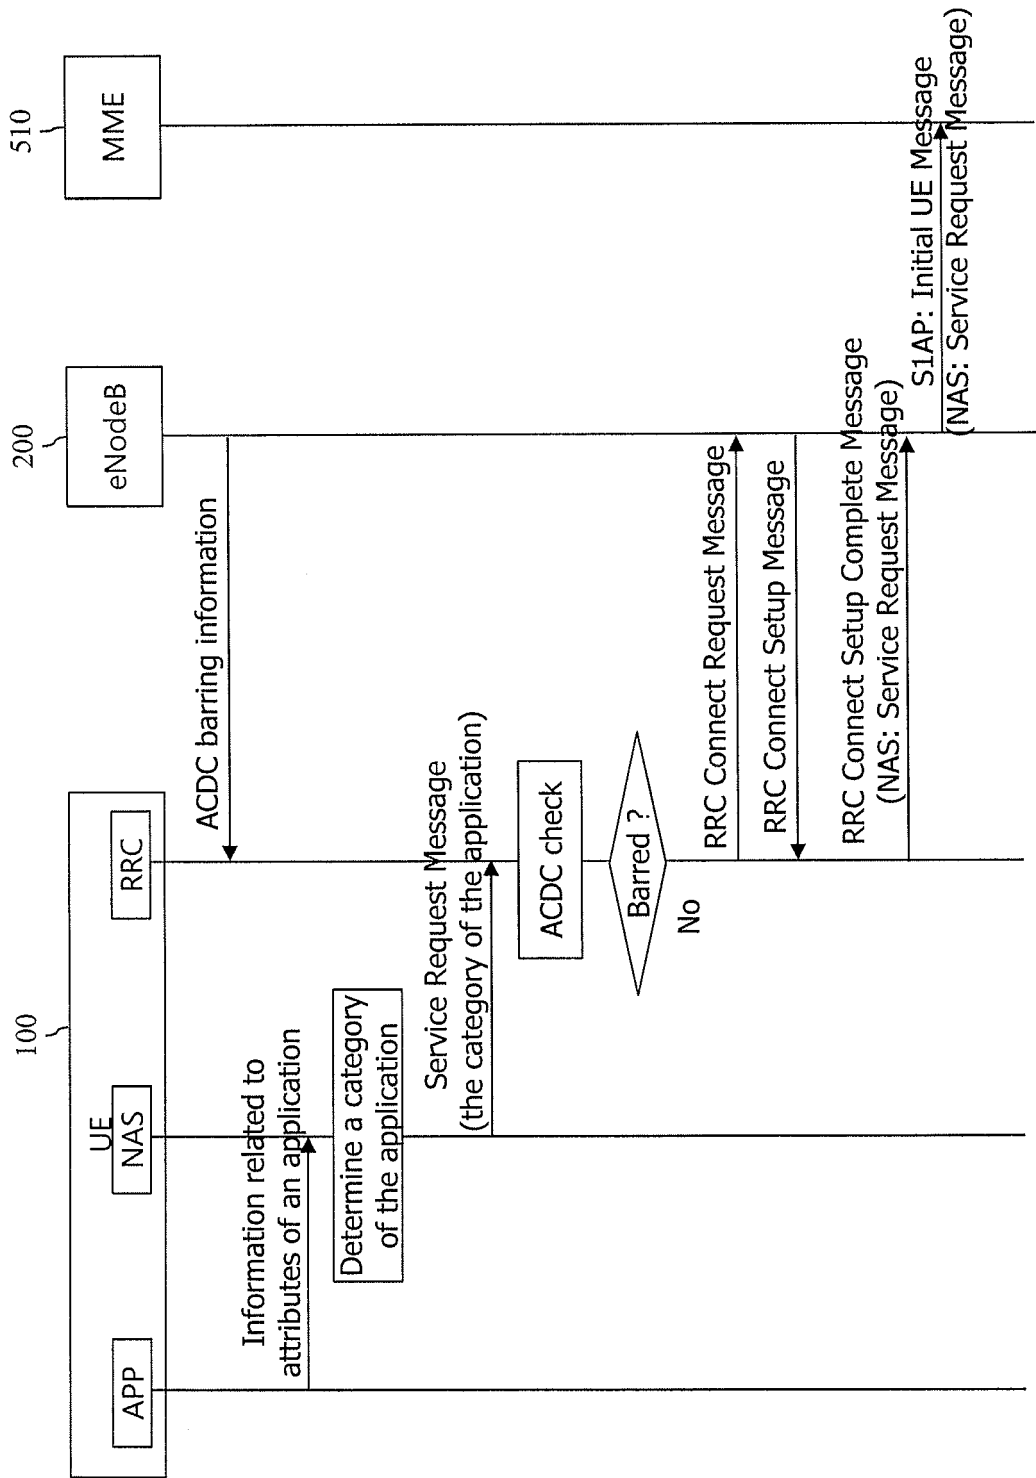 100
200
510
UE
APP
NAS
RRC
eNodeB
MME
ACDC barring information
Information related to
attributes of an application
Determine a category
of the application
Service Request Message
(the category of the application)
ACDC check
Barred ?
No
RRC Connect Request Message
RRC Connect Setup Message
RRC Connect Setup Complete Message
(NAS: Service Request Message)
S1AP: Initial UE Message
(NAS: Service Request Message)